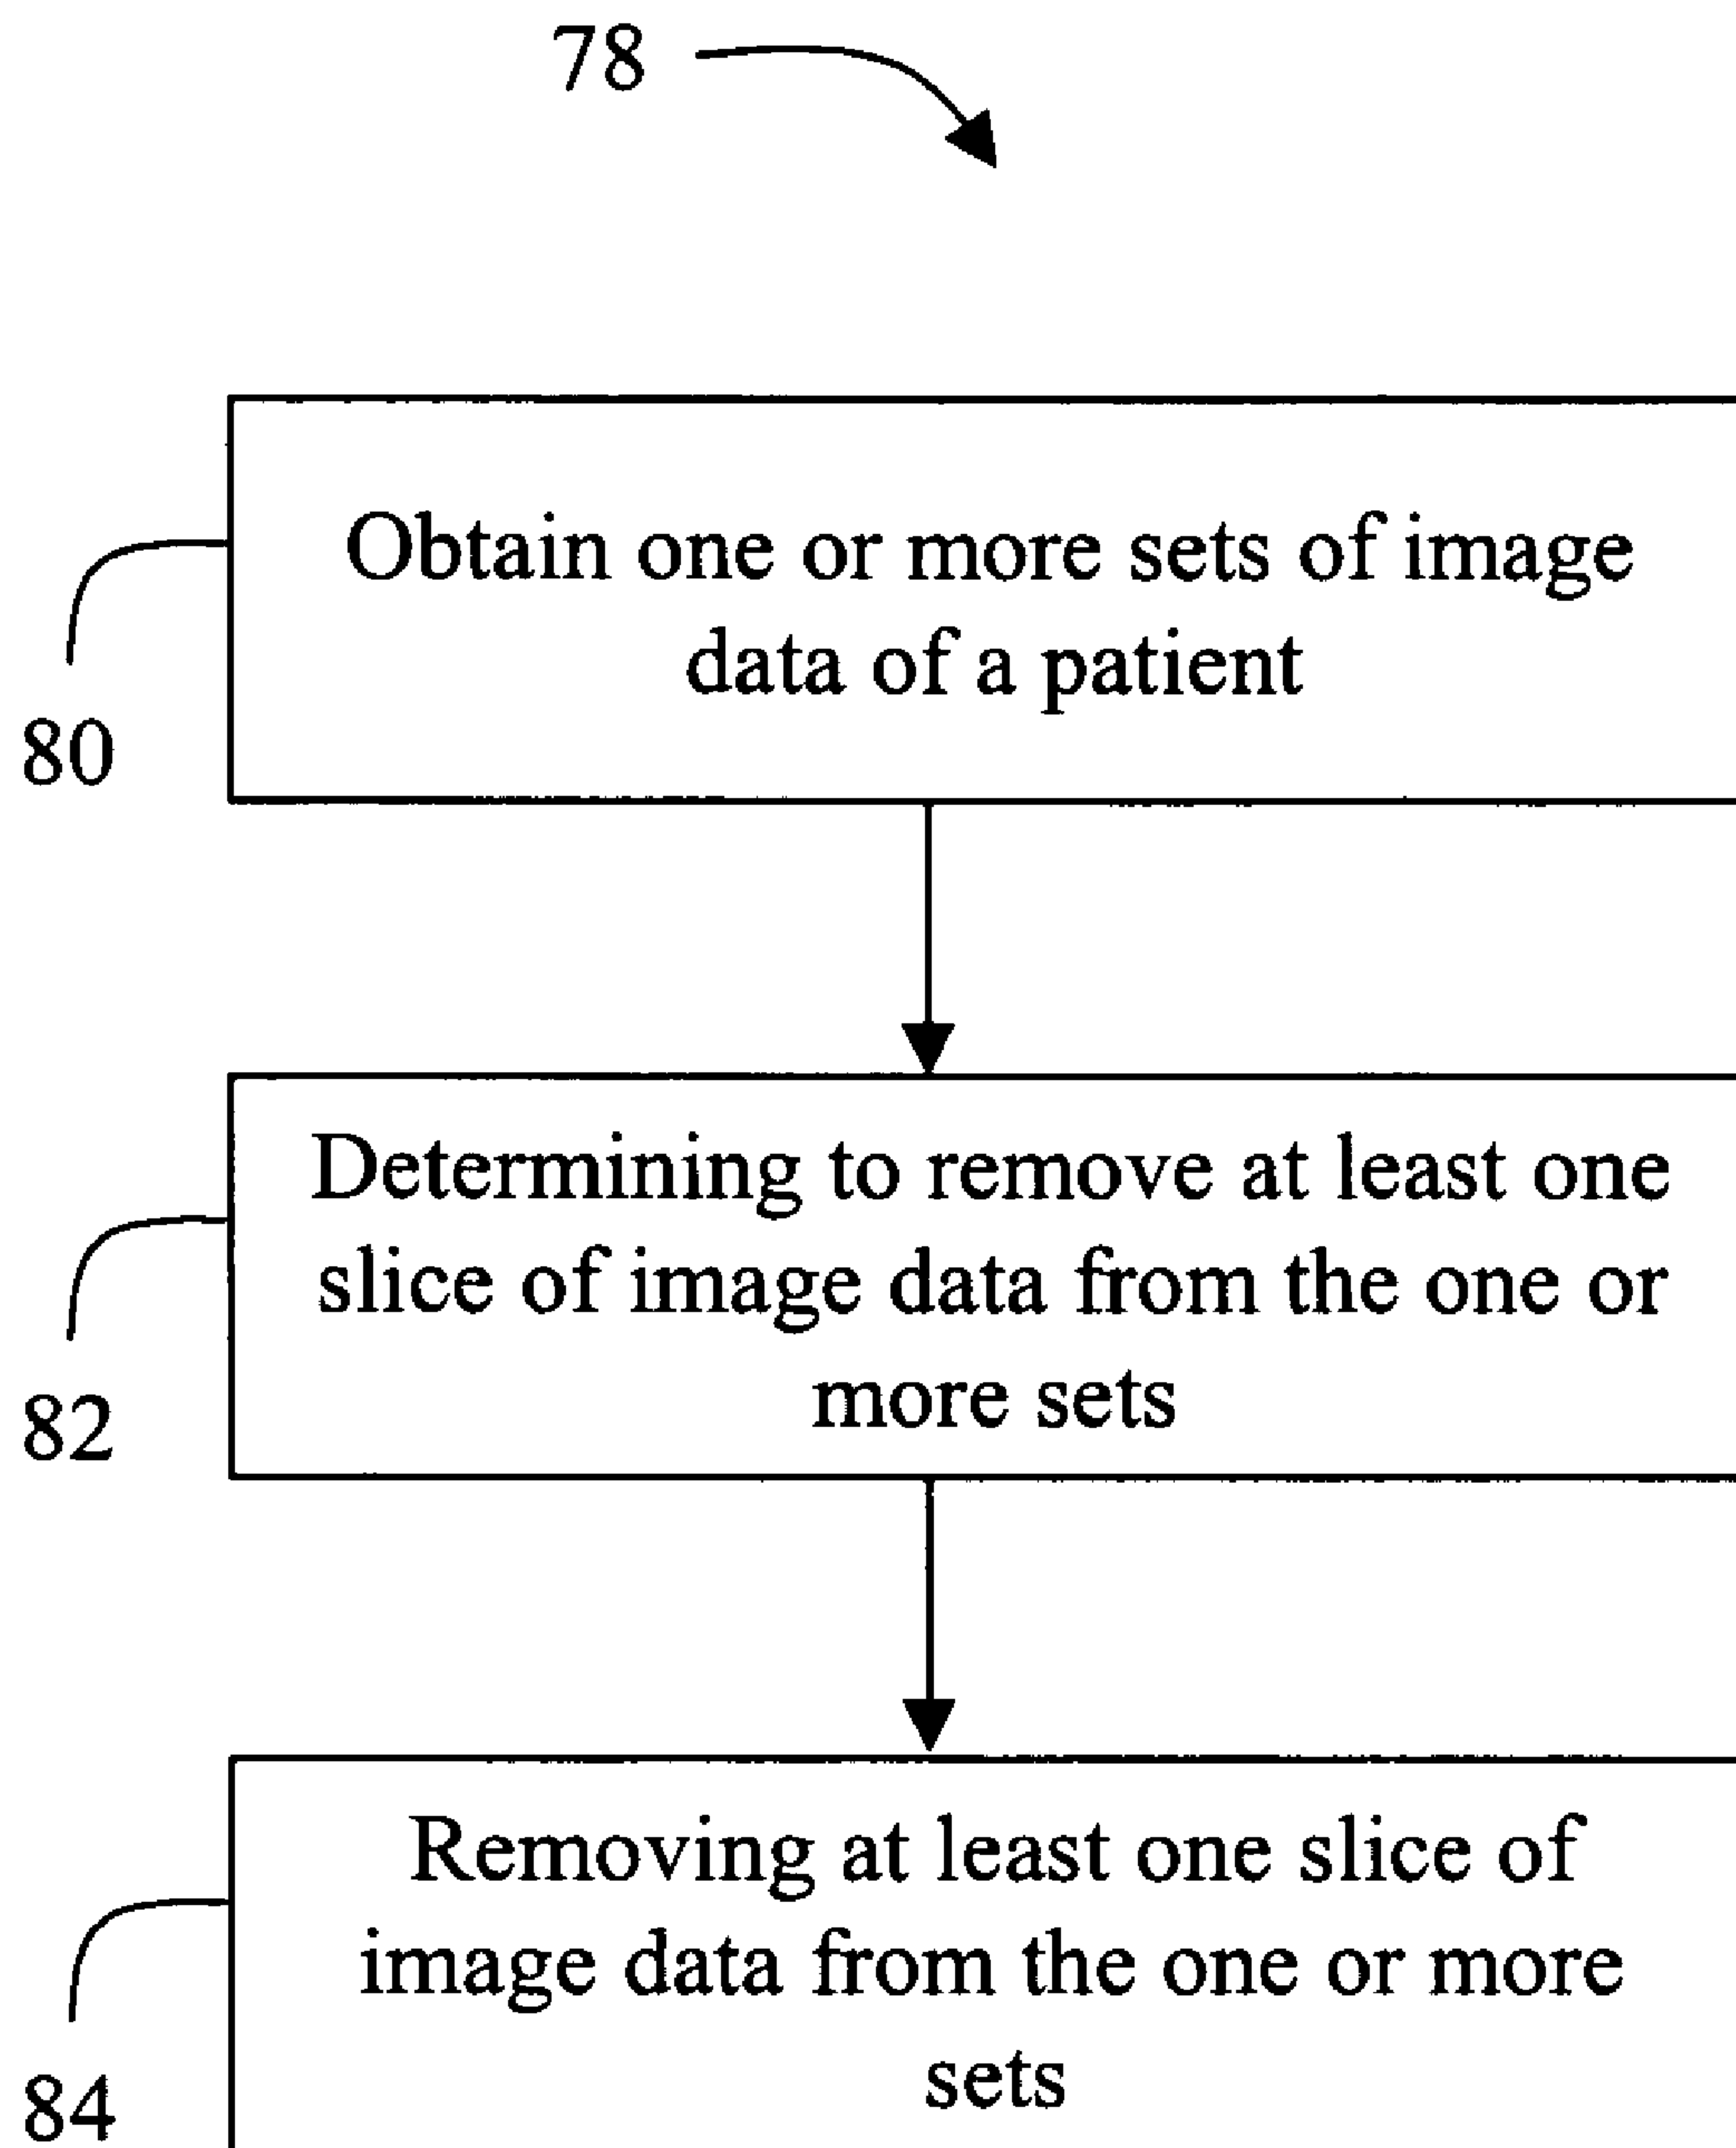 78
Obtain one or more sets of image
data of a patient
80
Determining to remove at least one
slice of image data from the one or
more sets
82
Removing at least one slice of
image data from the one or more
sets
84